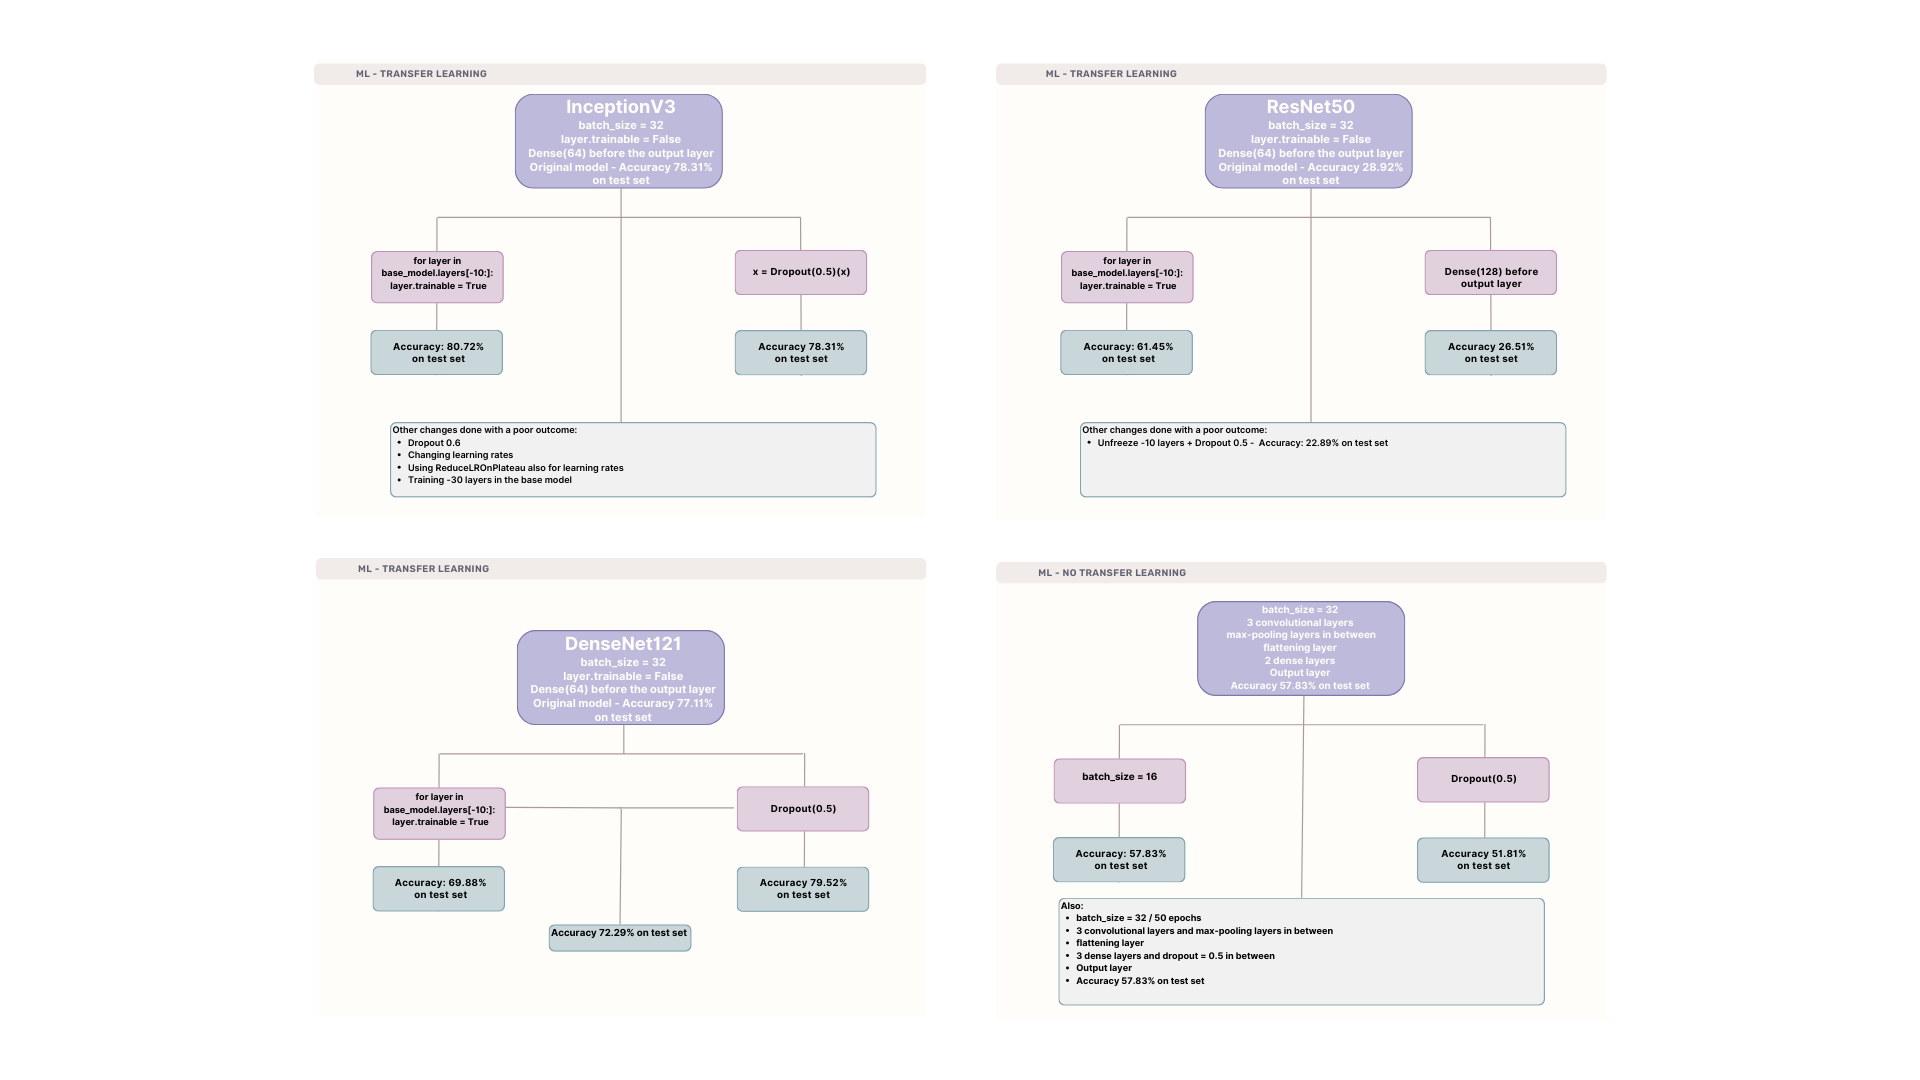 ML - TRANSFER LEARNING
InceptionV3
batch_size = 32
layer.trainable = False
Dense(64) before the output layer
Original model - Accuracy 78.31%
on test set
for layer in
base_model.layers[-10:]:
layer.trainable = True
x = Dropout(0.5)(x)
Accuracy: 80.72%
on test set
Accuracy 78.31%
on test set
Other changes done with a poor outcome:
• Dropout 0.6
• Changing learning rates
• Using ReduceLROnPlateau also for learning rates
• Training -30 layers in the base model
ML - TRANSFER LEARNING
ResNet50
batch_size = 32
layer.trainable = False
Dense(64) before the output layer
Original model - Accuracy 28.92%
on test set
for layer in
base_model.layers[-10:]:
layer.trainable = True
Dense(128) before
output layer
Accuracy: 61.45%
on test set
Accuracy 26.51%
on test set
Other changes done with a poor outcome:
• Unfreeze -10 layers + Dropout 0.5 - Accuracy: 22.89% on test set
ML - TRANSFER LEARNING
DenseNet121
batch_size = 32
layer.trainable = False
Dense(64) before the output layer
Original model - Accuracy 77.11%
on test set
for layer in
base_model.layers[-10:]:
layer.trainable = True
Dropout(0.5)
Accuracy: 69.88%
on test set
Accuracy 79.52%
on test set
Accuracy 72.29% on test set
ML - NO TRANSFER LEARNING
batch_size = 32
3 convolutional layers
max-pooling layers in between
flattening layer
2 dense layers
Output layer
Accuracy 57.83% on test set
batch_size = 16
Dropout(0.5)
Accuracy: 57.83%
on test set
Accuracy 51.81%
on test set
Also:
• batch_size = 32 / 50 epochs
• 3 convolutional layers and max-pooling layers in between
• flattening layer
• 3 dense layers and dropout = 0.5 in between
• Output layer
• Accuracy 57.83% on test set